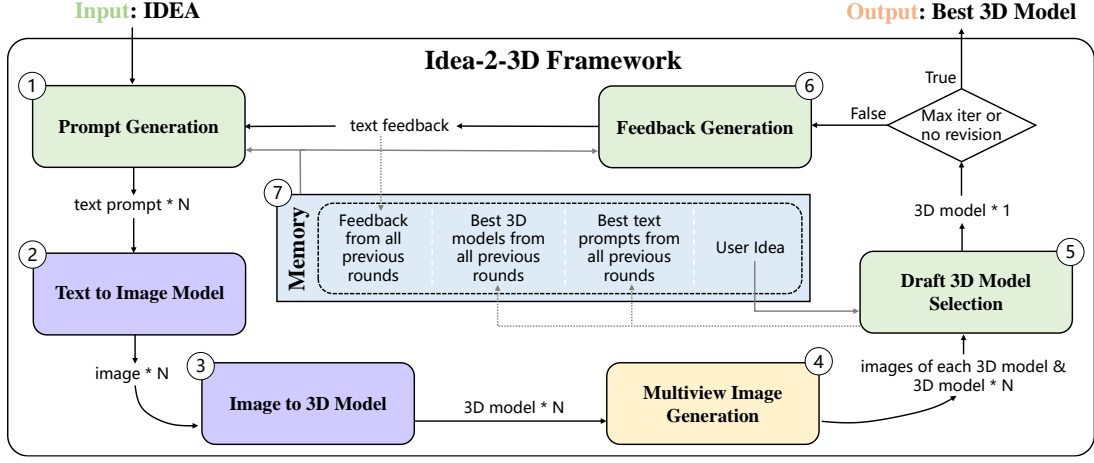 Input: IDEA
Output: Best 3D Model
Idea-2-3D Framework
1
Prompt Generation
text feedback
6
Feedback Generation
False
True
Max iter or
no revision
text prompt * N
7
Memory
Feedback
from all
previous
rounds
Best 3D
models from
all previous
rounds
Best text
prompts from
all previous
rounds
User Idea
3D model * 1
2
Text to Image Model
5
Draft 3D Model
Selection
image * N
3
Image to 3D Model
3D model * N
4
Multiview Image
Generation
images of each 3D model &
3D model * N